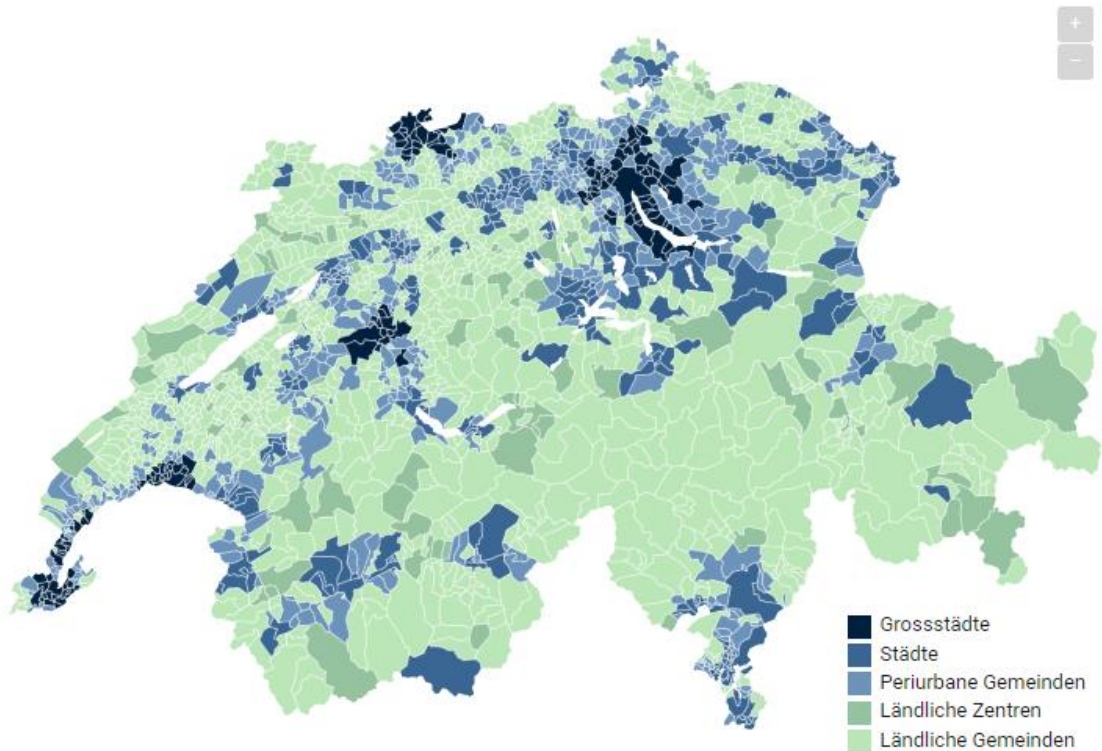 +
−
Grossstädte
Städte
Periurbane Gemeinden
Ländliche Zentren
Ländliche Gemeinden